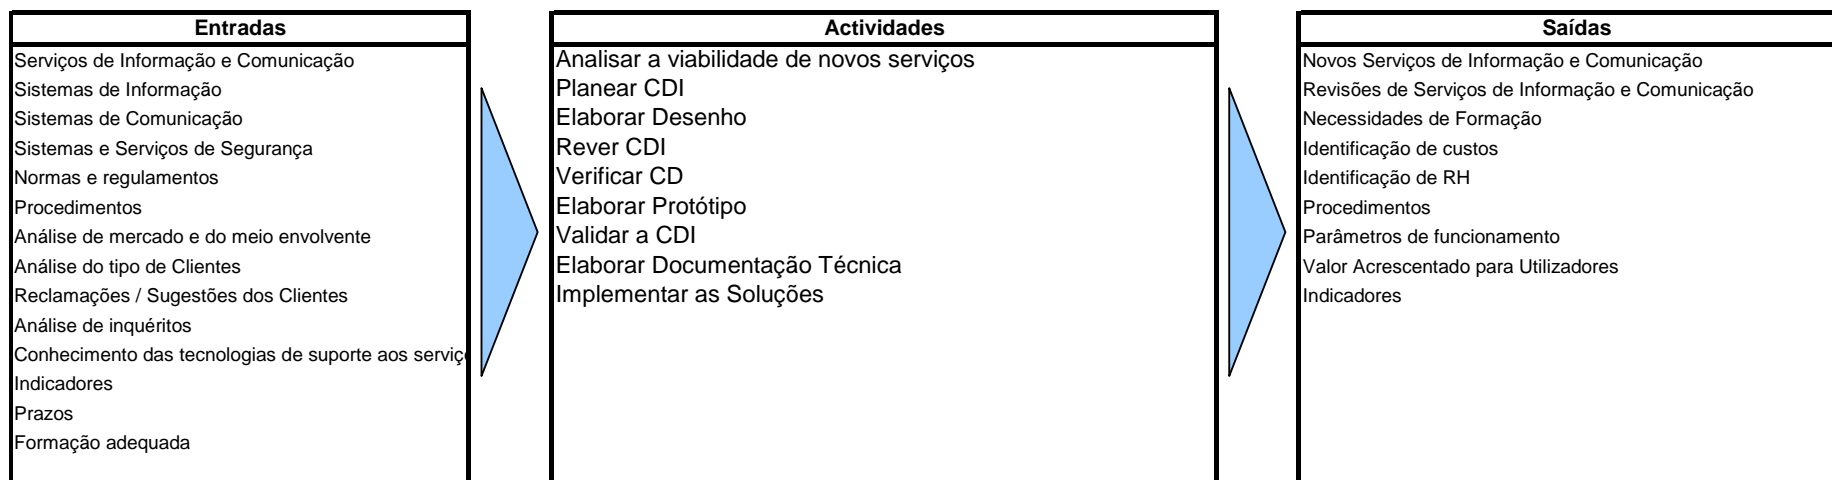 Entradas
Serviços de Informação e Comunicação
Sistemas de Informação
Sistemas de Comunicação
Sistemas e Serviços de Segurança
Normas e regulamentos
Procedimentos
Análise de mercado e do meio envolvente
Análise do tipo de Clientes
Reclamações / Sugestões dos Clientes
Análise de inquéritos
Conhecimento das tecnologias de suporte aos serviç
Indicadores
Prazos
Formação adequada
Actividades
Analisar a viabilidade de novos serviços
Planear CDI
Elaborar Desenho
Rever CDI
Verificar CD
Elaborar Protótipo
Validar a CDI
Elaborar Documentação Técnica
Implementar as Soluções
Saídas
Novos Serviços de Informação e Comunicação
Revisões de Serviços de Informação e Comunicação
Necessidades de Formação
Identificação de custos
Identificação de RH
Procedimentos
Parâmetros de funcionamento
Valor Acrescentado para Utilizadores
Indicadores